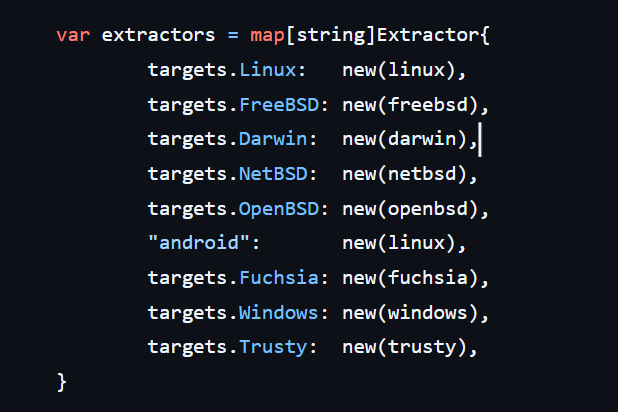 var extractors = map[string]Extractor{
        targets.Linux:   new(linux),
        targets.FreeBSD: new(freebsd),
        targets.Darwin:  new(darwin),
        targets.NetBSD:  new(netbsd),
        targets.OpenBSD: new(openbsd),
        "android":       new(linux),
        targets.Fuchsia: new(fuchsia),
        targets.Windows: new(windows),
        targets.Trusty:  new(trusty),
}